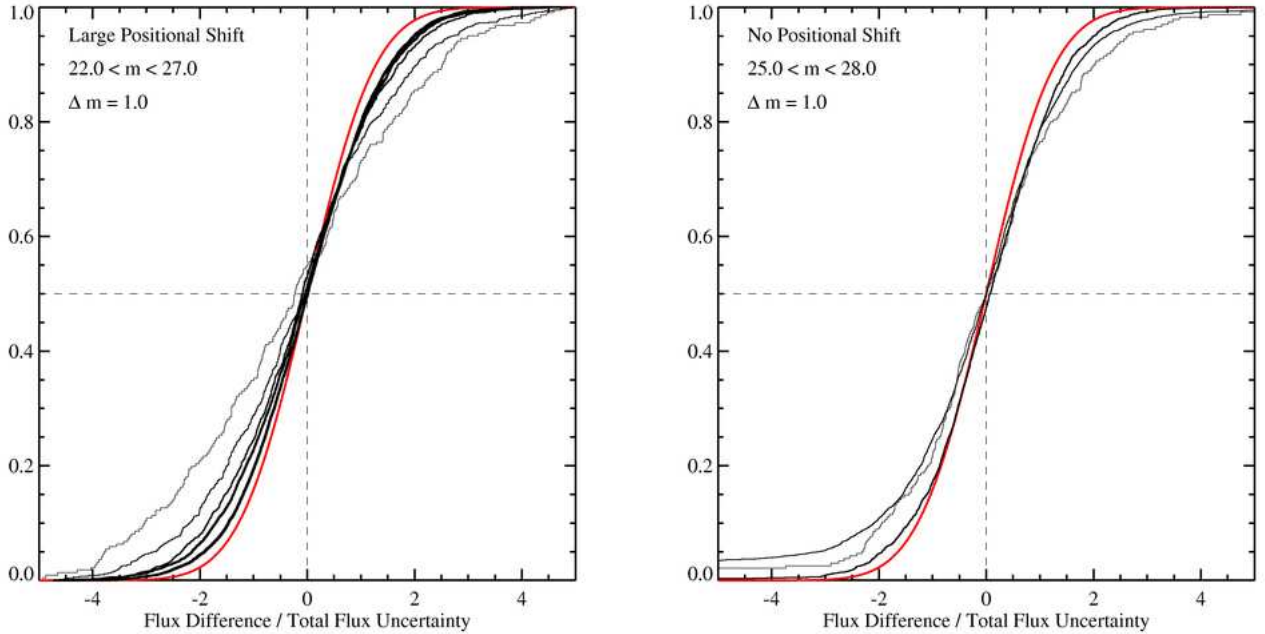 Large Positional Shift
22.0 < m < 27.0
Δ m = 1.0
1.0
0.8
0.6
0.4
0.2
0.0
-4 -2 0 2 4
Flux Difference / Total Flux Uncertainty
No Positional Shift
25.0 < m < 28.0
Δ m = 1.0
1.0
0.8
0.6
0.4
0.2
0.0
-4 -2 0 2 4
Flux Difference / Total Flux Uncertainty